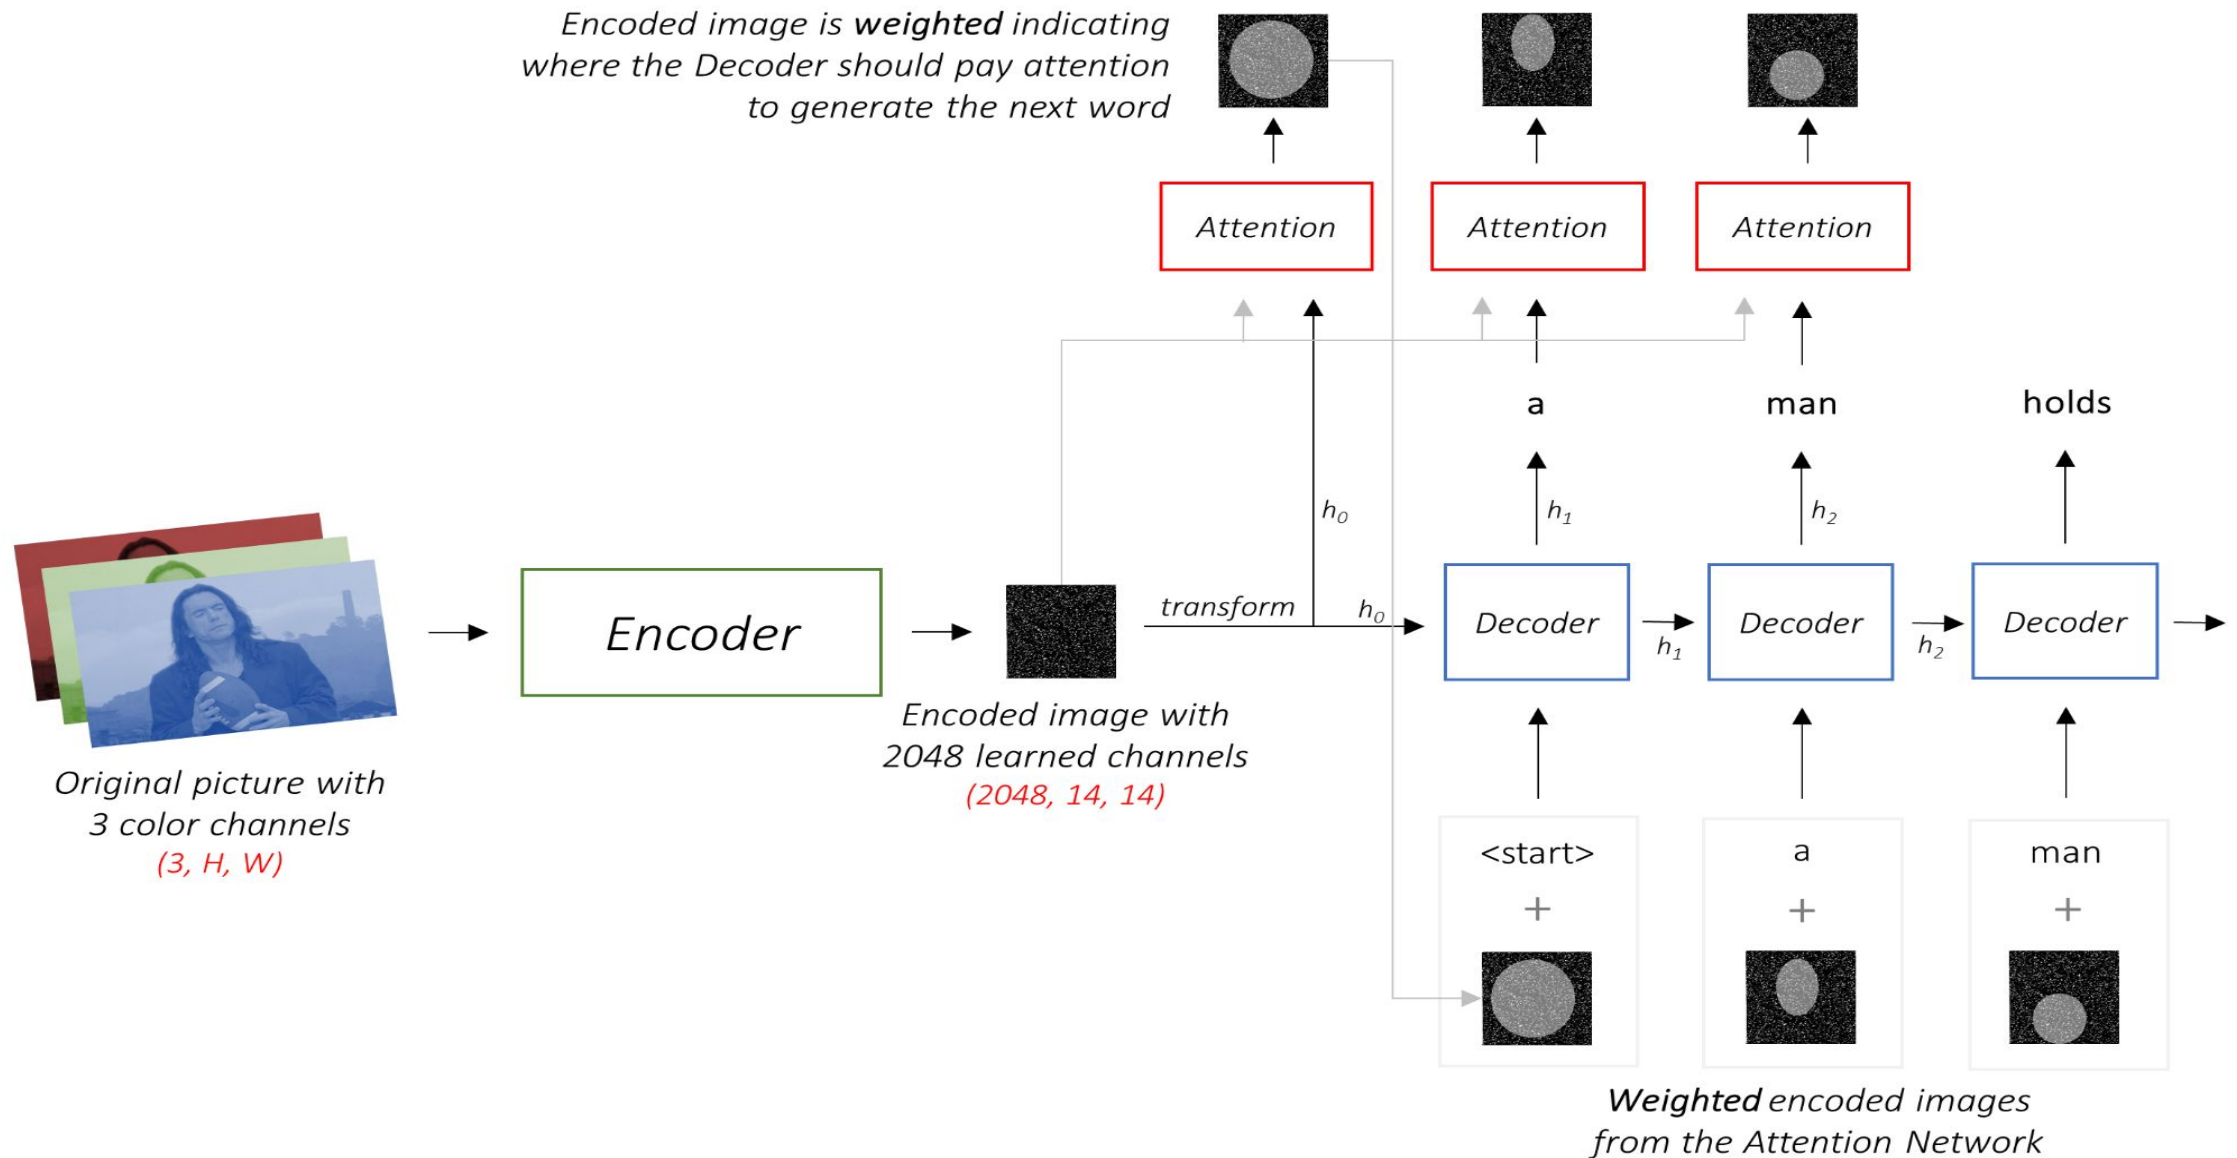 Encoded image is weighted indicating
where the Decoder should pay attention
to generate the next word
Attention
Attention
Attention
a
man
holds
h₀
h₁
h₂
Encoder
transform
h₀
Decoder
h₁
Decoder
h₂
Decoder
Encoded image with
2048 learned channels
(2048, 14, 14)
Original picture with
3 color channels
(3, H, W)
<start>
+
a
+
man
+
Weighted encoded images
from the Attention Network